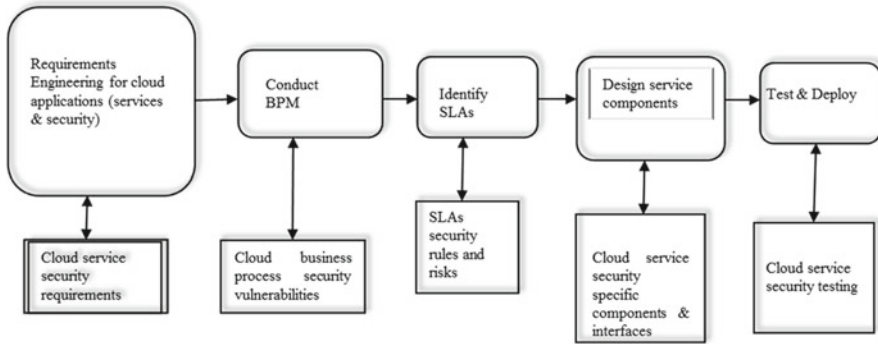 Requirements
Engineering for cloud
applications (services
& security)
Conduct
BPM
Identify
SLAs
Design service
components
Test & Deploy
Cloud service
security
requirements
Cloud business
process security
vulnerabilities
SLAs
security
rules and
risks
Cloud service
security
specific
components &
interfaces
Cloud service
security testing